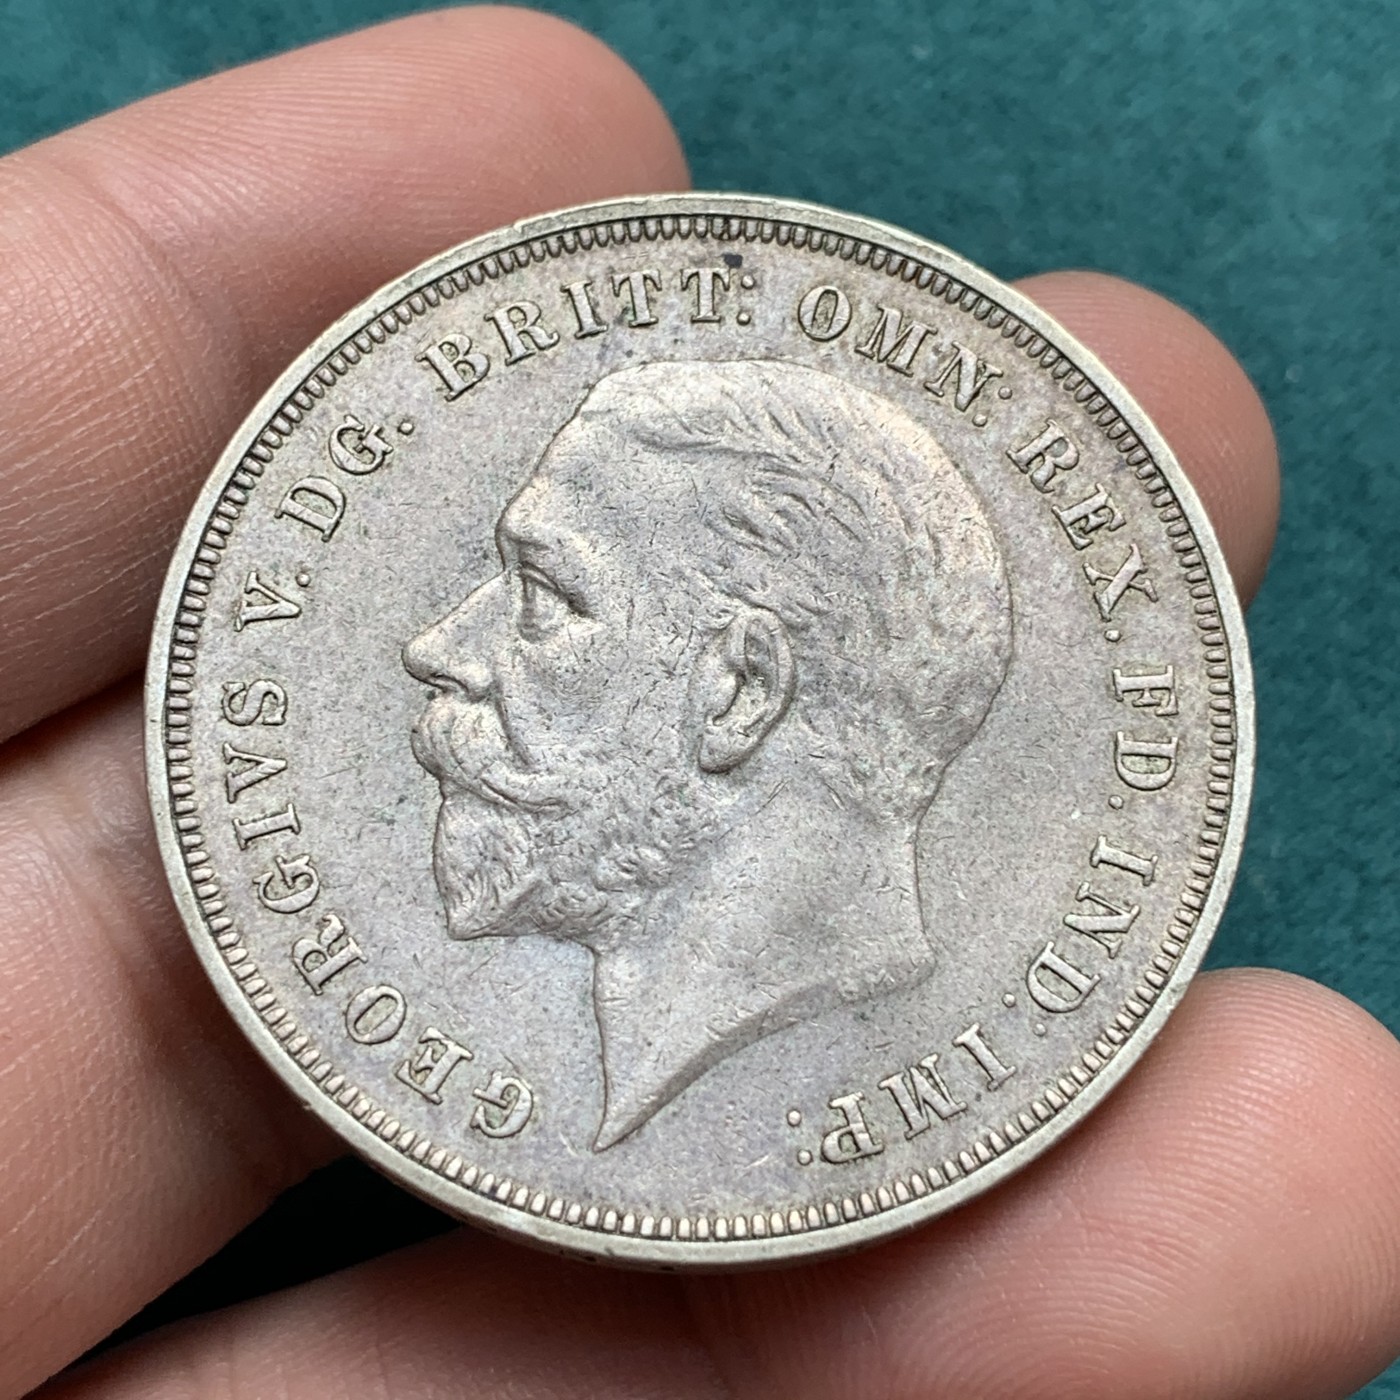 GEORGIVS V. DG. BRITT: OMN: REX. FD. IND: IMP: